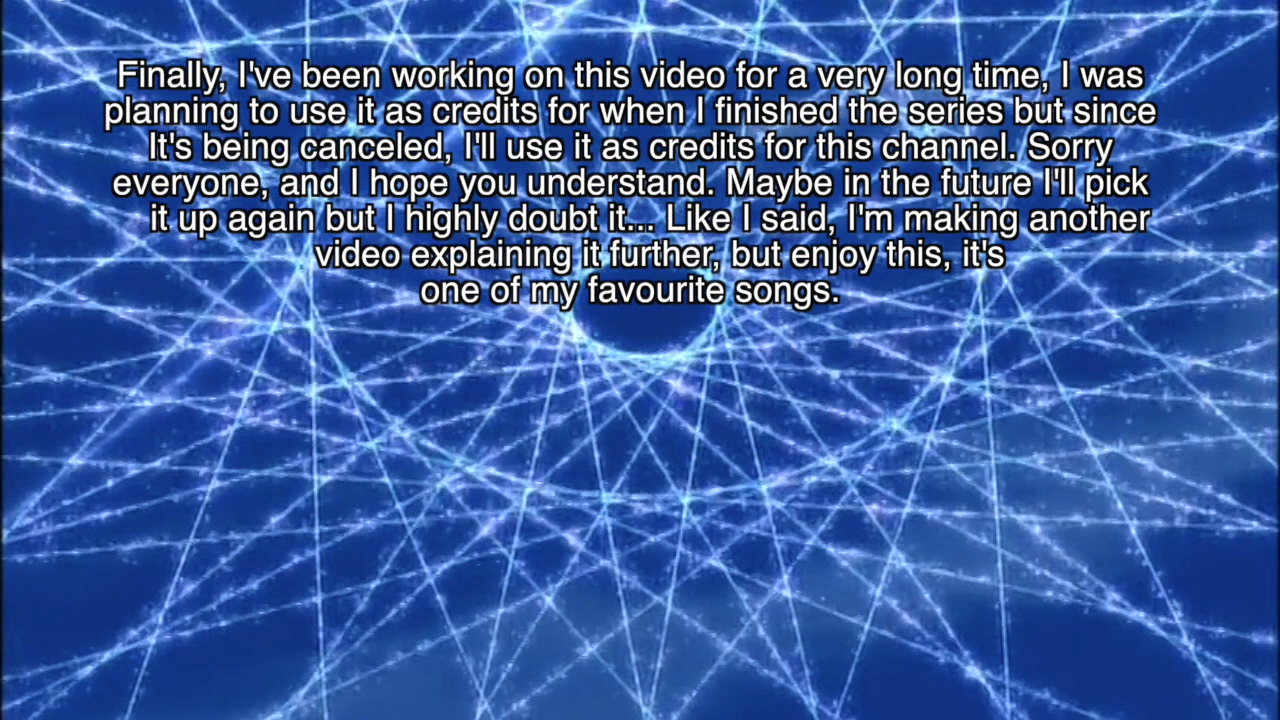 Finally, I've been working on this video for a very long time, I was
planning to use it as credits for when I finished the series but since
It's being canceled, I'll use it as credits for this channel. Sorry
everyone, and I hope you understand. Maybe in the future I'll pick
it up again but I highly doubt it... Like I said, I'm making another
video explaining it further, but enjoy this, it's
one of my favourite songs.